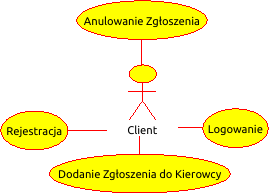 Anulowanie Zgłoszenia
Rejestracja
Client
Logowanie
Dodanie Zgłoszenia do Kierowcy